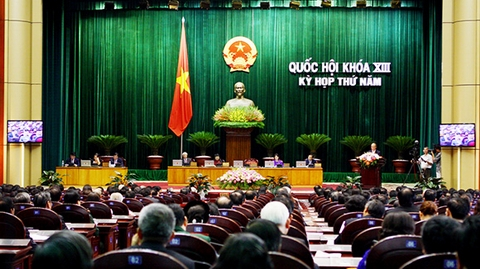 QUỐC HỘI KHÓA XIII
KỲ HỌP THỨ NĂM